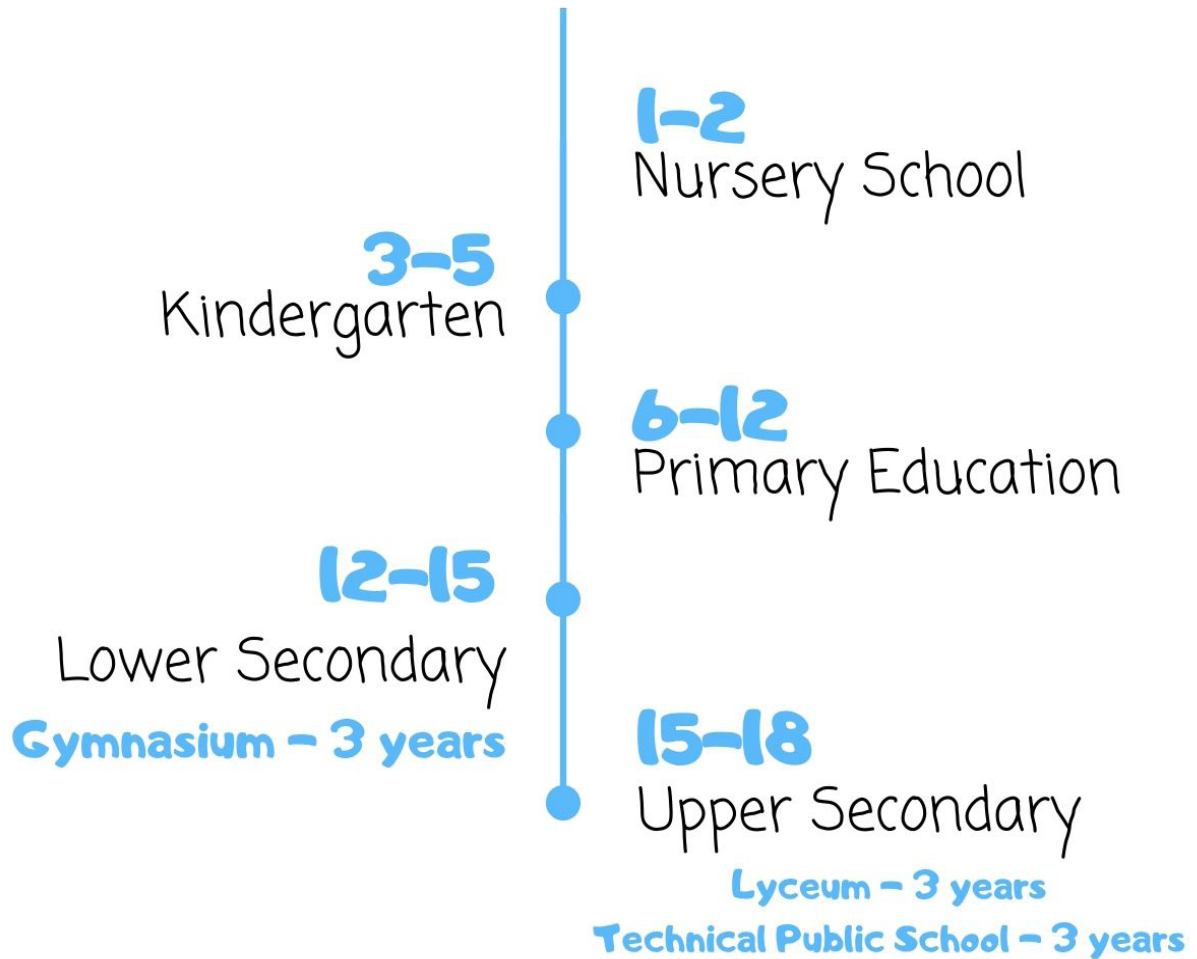 1-2
Nursery School
3-5
Kindergarten
6-12
Primary Education
12-15
Lower Secondary
Gymnasium - 3 years
15-18
Upper Secondary
Lyceum - 3 years
Technical Public School - 3 years